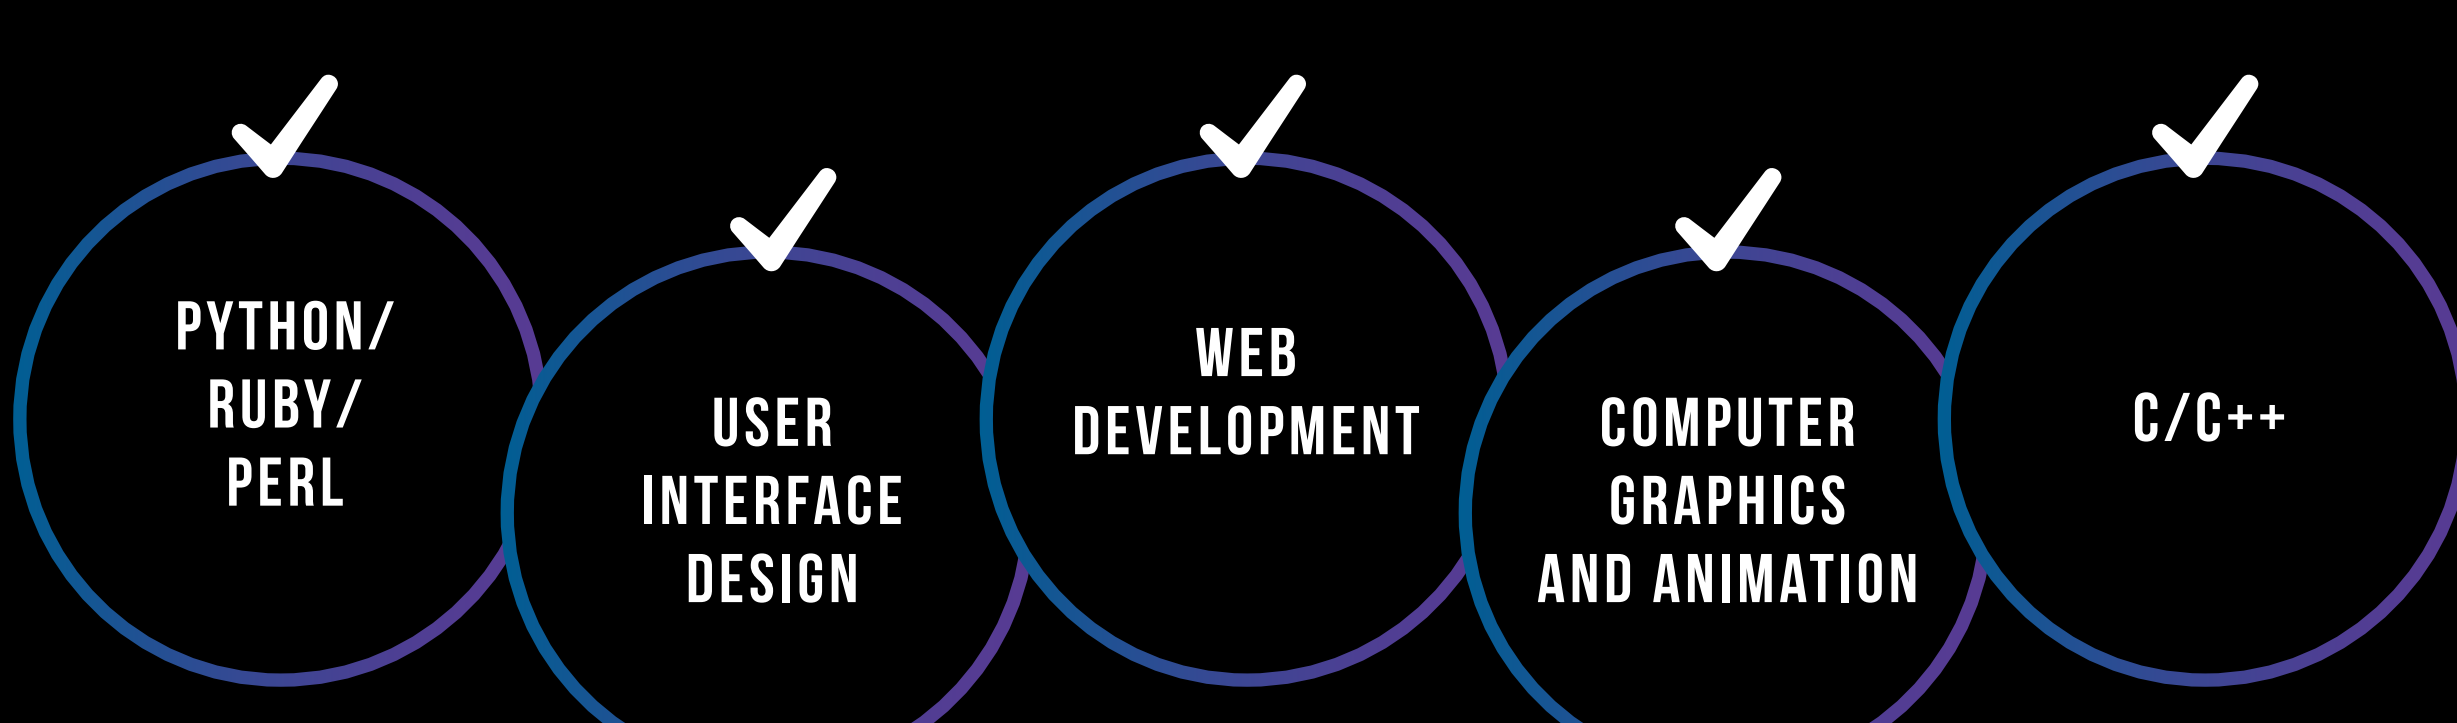 PYTHON/
RUBY/
PERL
USER
INTERFACE
DESIGN
WEB
DEVELOPMENT
COMPUTER
GRAPHICS
AND ANIMATION
C/C++